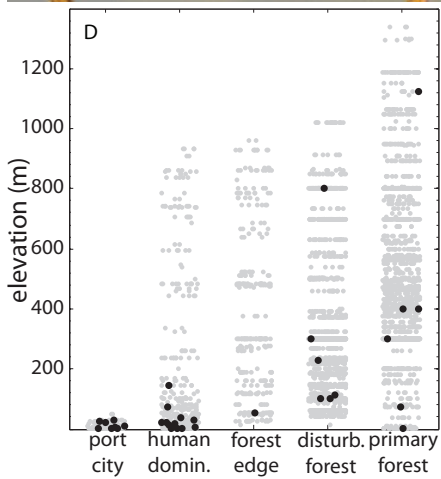 D
1200
1000
800
600
400
200
elevation (m)
port city
human domin.
forest edge
disturb. forest
primary forest